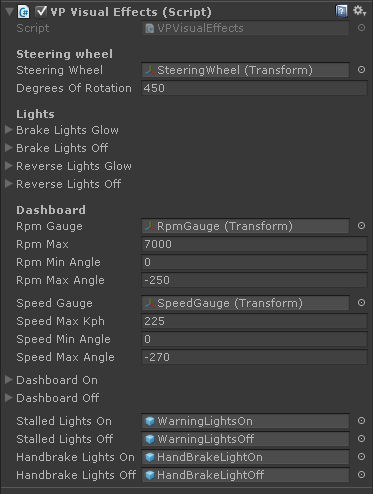 VP Visual Effects (Script)
Script VPVisualEffects
Steering wheel
Steering Wheel SteeringWheel (Transform)
Degrees Of Rotation 450
Lights
Brake Lights Glow
Brake Lights Off
Reverse Lights Glow
Reverse Lights Off
Dashboard
Rpm Gauge RpmGauge (Transform)
Rpm Max 7000
Rpm Min Angle 0
Rpm Max Angle -250
Speed Gauge SpeedGauge (Transform)
Speed Max Kph 225
Speed Min Angle 0
Speed Max Angle -270
Dashboard On
Dashboard Off
Stalled Lights On WarningLightsOn
Stalled Lights Off WarningLightsOff
Handbrake Lights On HandBrakeLightOn
Handbrake Lights Off HandBrakeLightOff